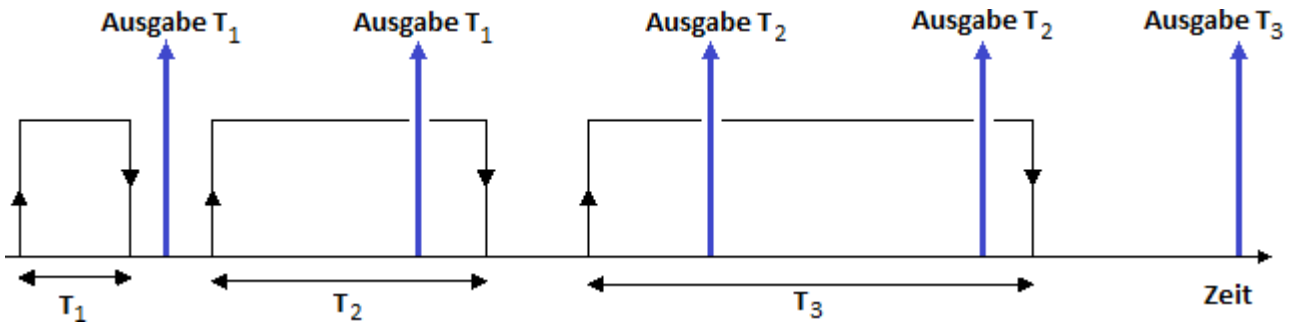 Ausgabe T₁
Ausgabe T₁
Ausgabe T₂
Ausgabe T₂
Ausgabe T₃
T₁
T₂
T₃
Zeit